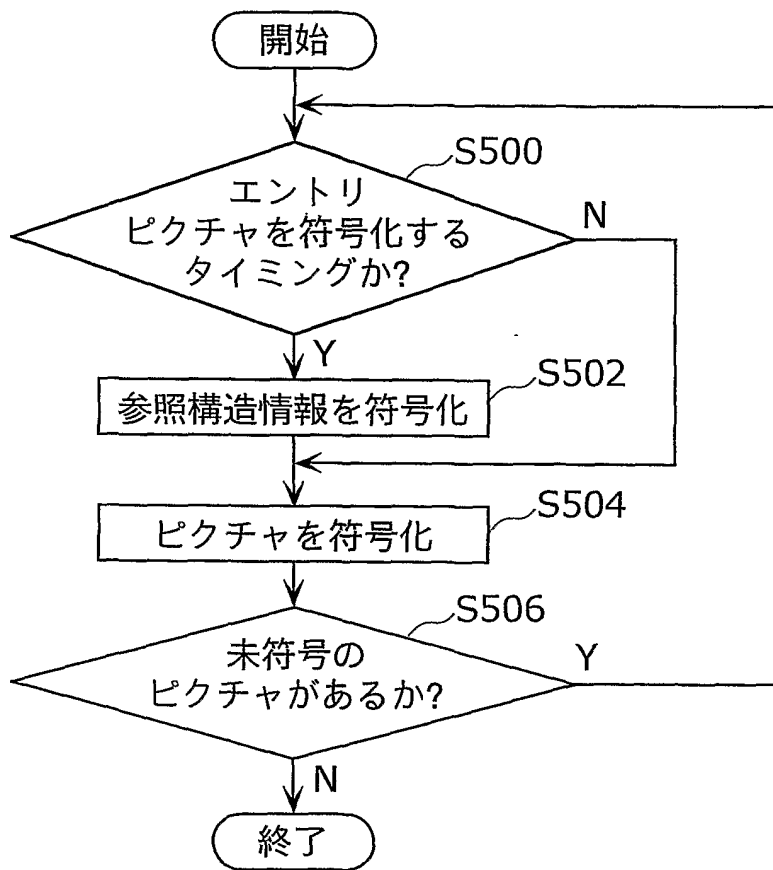 開始
S500
エントリ
ピクチャを符号化する
タイミングか?
N
Y
S502
参照構造情報を符号化
S504
ピクチャを符号化
S506
未符号の
ピクチャがあるか?
Y
N
終了